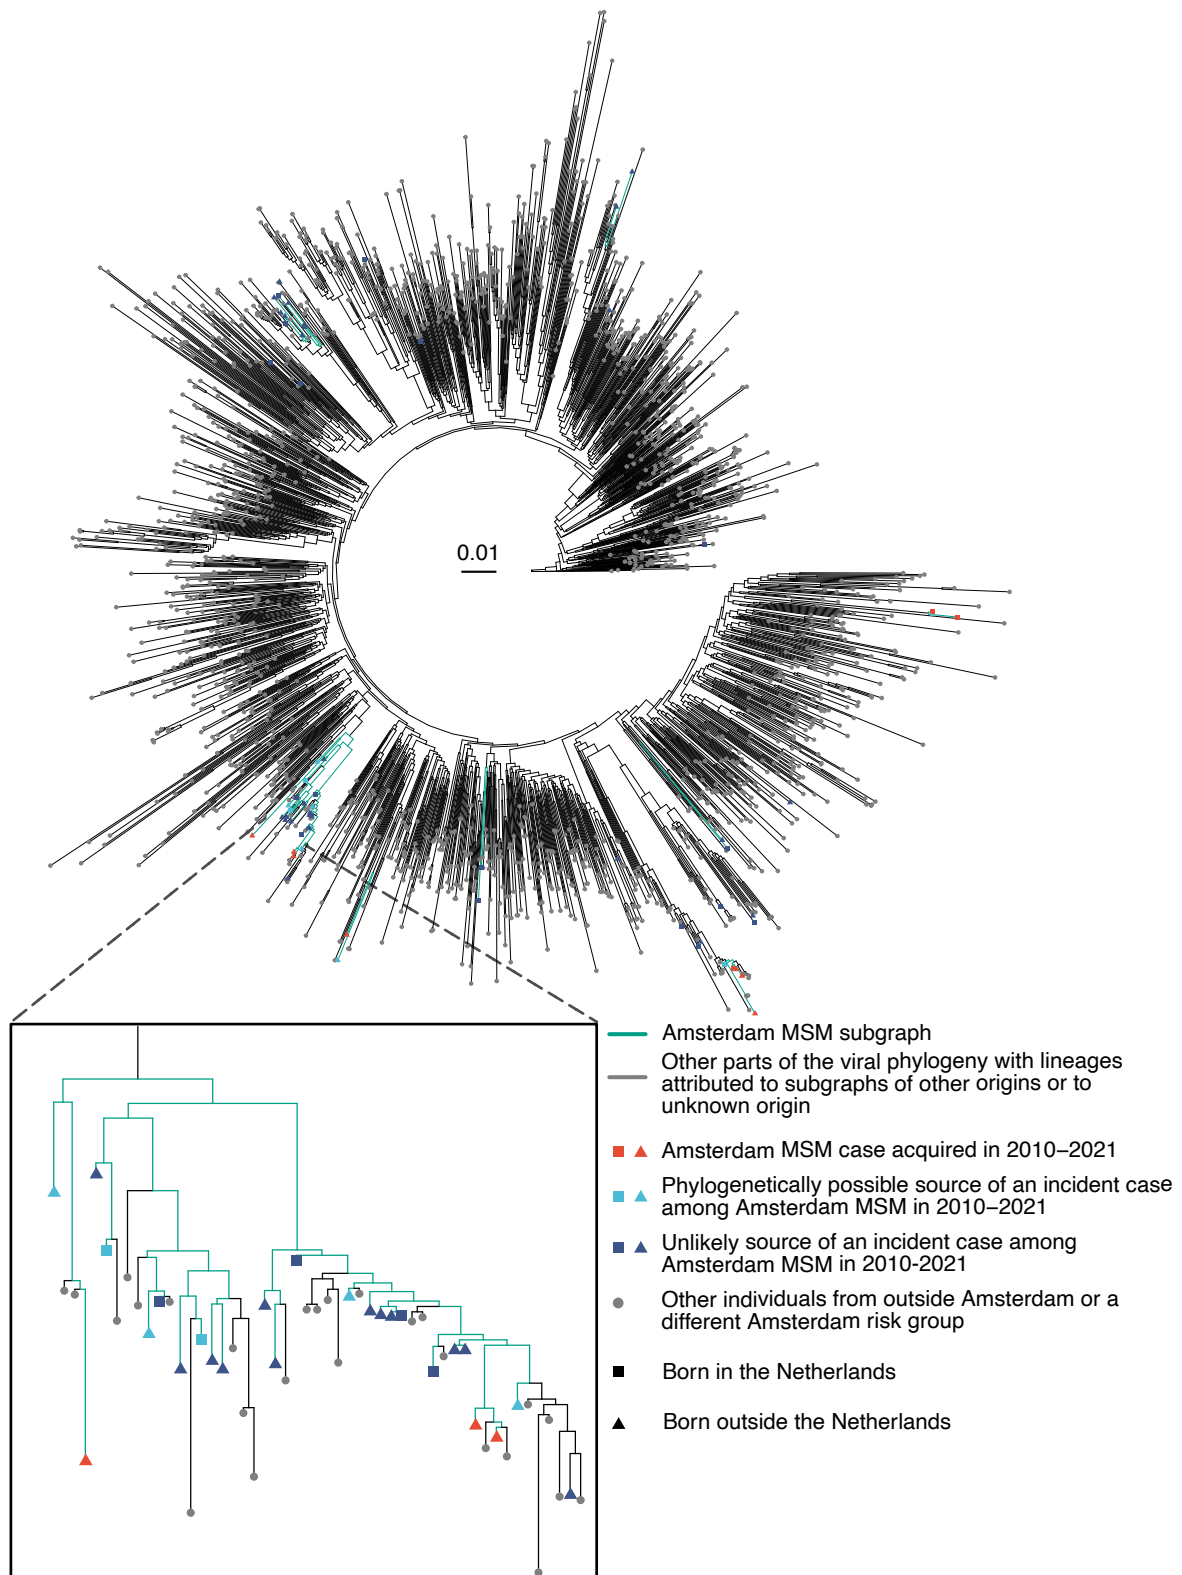 0.01
Amsterdam MSM subgraph
Other parts of the viral phylogeny with lineages
attributed to subgraphs of other origins or to
unknown origin
Amsterdam MSM case acquired in 2010–2021
Phylogenetically possible source of an incident case
among Amsterdam MSM in 2010–2021
Unlikely source of an incident case among
Amsterdam MSM in 2010-2021
Other individuals from outside Amsterdam or a
different Amsterdam risk group
Born in the Netherlands
Born outside the Netherlands